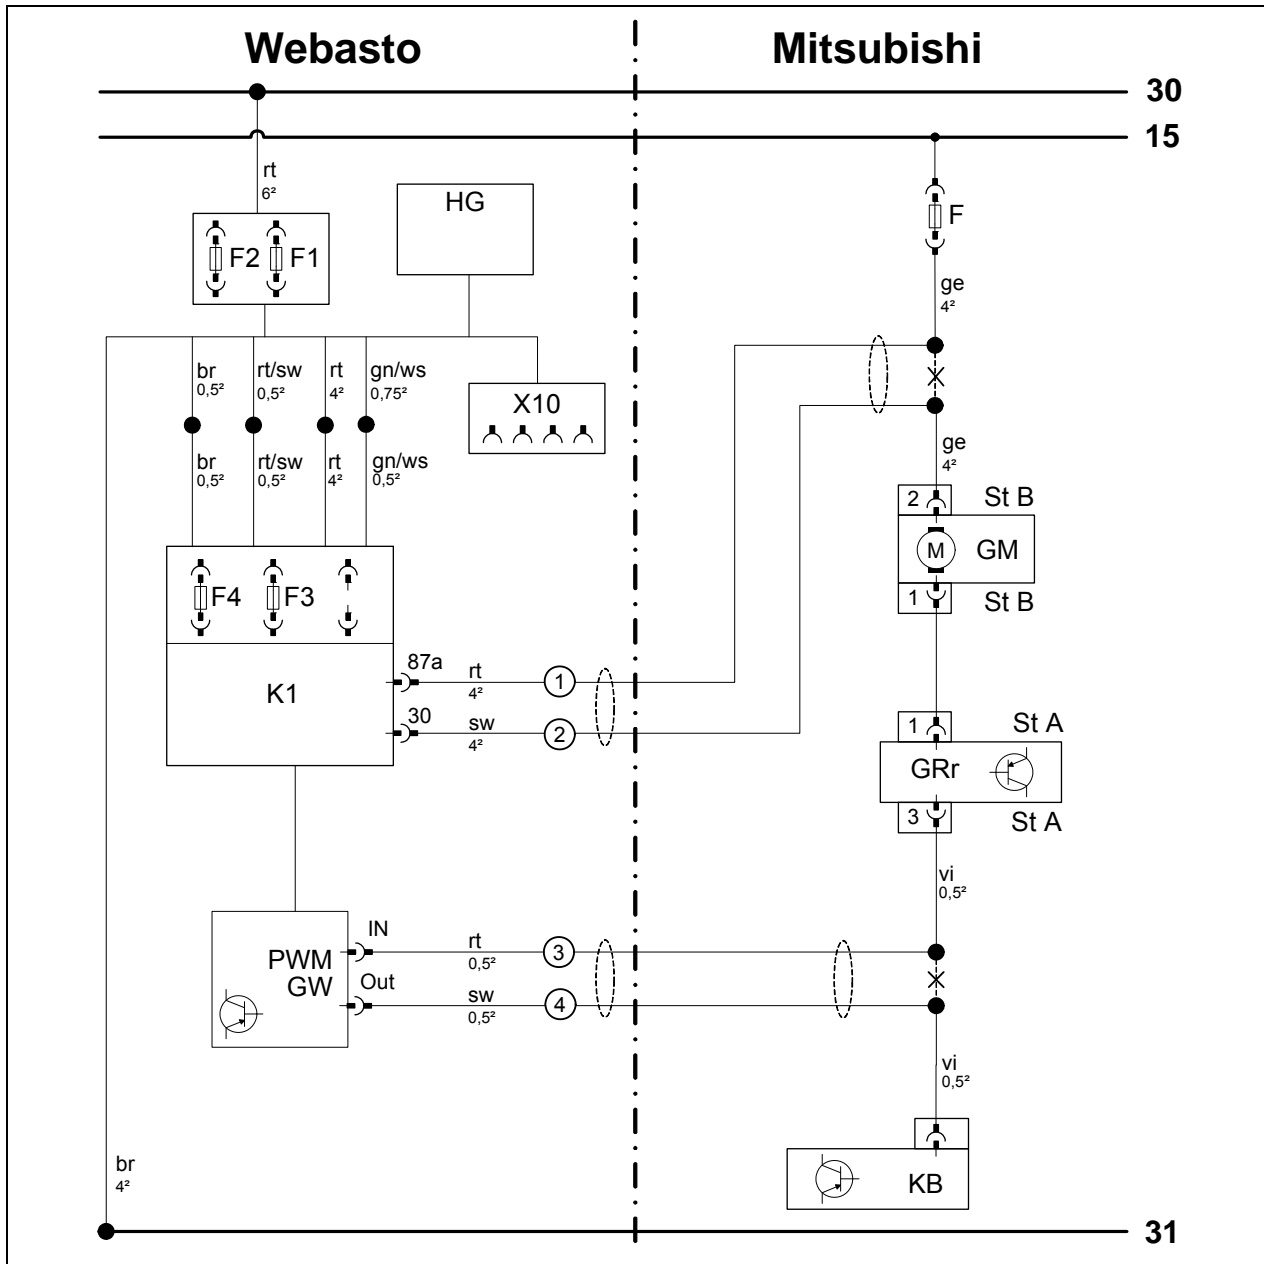 Webasto
Mitsubishi
30
15
rt
6²
HG
F
F2
F1
ge
4²
br
0,5²
rt/sw
0,5²
rt
4²
gn/ws
0,75²
X10
br
0,5²
rt/sw
0,5²
rt
4²
gn/ws
0,5²
ge
4²
2
St B
M
GM
1
St B
F4
F3
87a
rt
4²
1
K1
30
sw
4²
2
1
St A
GRr
3
St A
vi
0,5²
IN
rt
0,5²
3
PWM
GW
Out
sw
0,5²
4
vi
0,5²
br
4²
KB
31